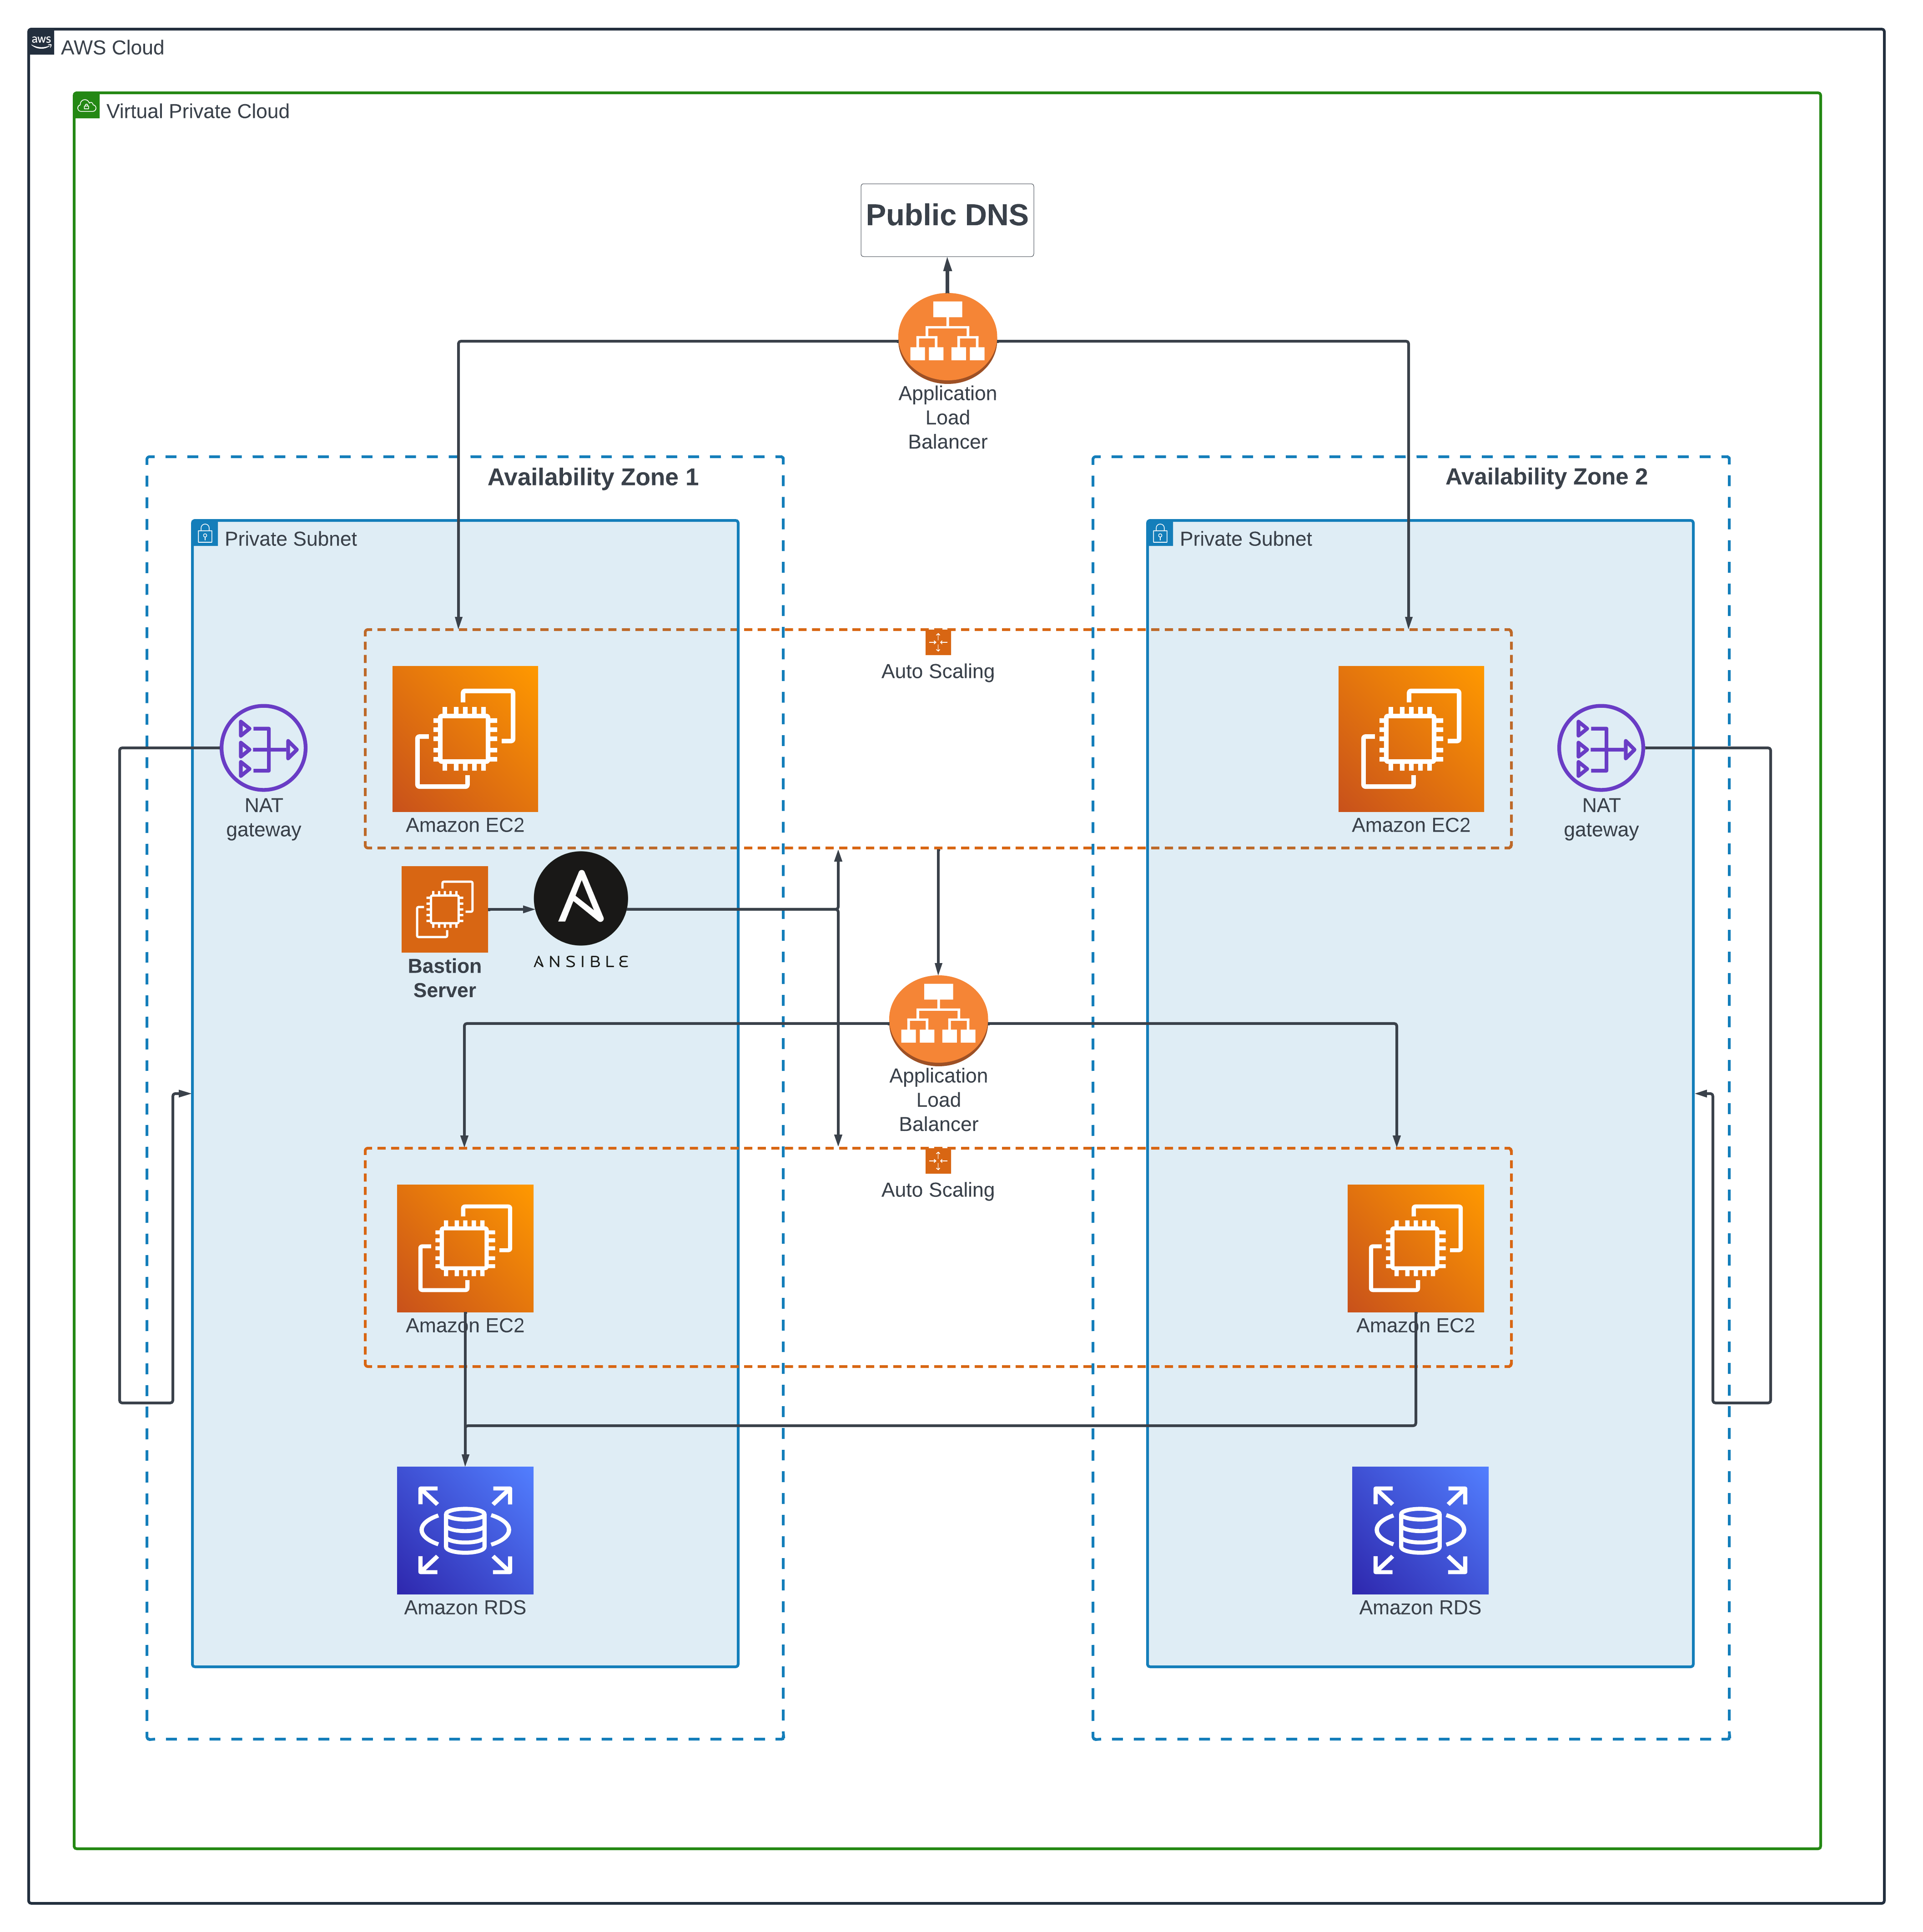 aws
AWS Cloud
Virtual Private Cloud
Public DNS
Application
Load
Balancer
Availability Zone 1
Availability Zone 2
Private Subnet
Private Subnet
Auto Scaling
NAT
gateway
Amazon EC2
Amazon EC2
NAT
gateway
Bastion
Server
ANSIBLE
Application
Load
Balancer
Auto Scaling
Amazon EC2
Amazon EC2
Amazon RDS
Amazon RDS